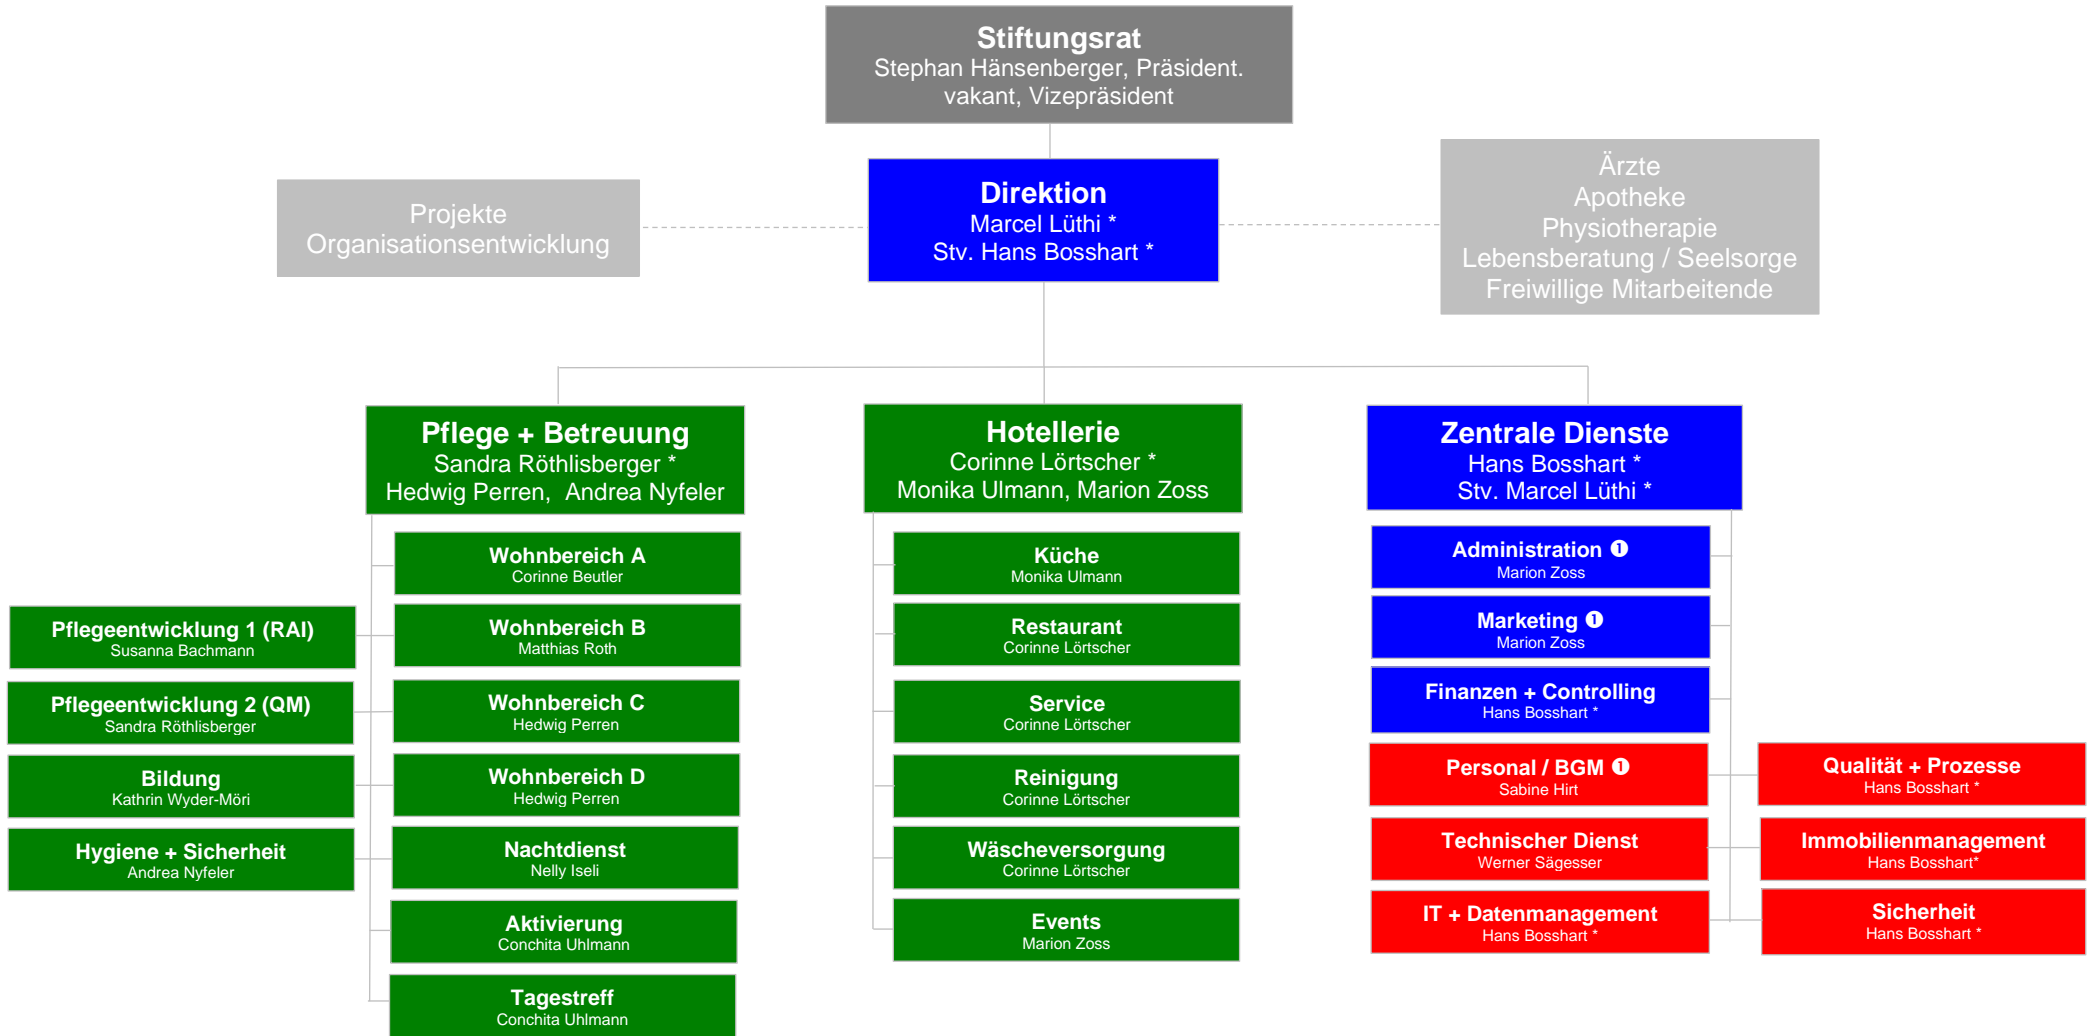 Stiftungsrat
Stephan Hänsenberger, Präsident.
vakant, Vizepräsident
Projekte
Organisationsentwicklung
Direktion
Marcel Lüthi *
Stv. Hans Bosshart *
Ärzte
Apotheke
Physiotherapie
Lebensberatung / Seelsorge
Freiwillige Mitarbeitende
Pflege + Betreuung
Sandra Röthlisberger *
Hedwig Perren, Andrea Nyfeler
Pflegeentwicklung 1 (RAI)
Susanna Bachmann
Pflegeentwicklung 2 (QM)
Sandra Röthlisberger
Bildung
Kathrin Wyder-Möri
Hygiene + Sicherheit
Andrea Nyfeler
Wohnbereich A
Corinne Beutler
Wohnbereich B
Matthias Roth
Wohnbereich C
Hedwig Perren
Wohnbereich D
Hedwig Perren
Nachtdienst
Nelly Iseli
Aktivierung
Conchita Uhlmann
Tagestreff
Conchita Uhlmann
Hotellerie
Corinne Lörtscher *
Monika Ulmann, Marion Zoss
Küche
Monika Ulmann
Restaurant
Corinne Lörtscher
Service
Corinne Lörtscher
Reinigung
Corinne Lörtscher
Wäscheversorgung
Corinne Lörtscher
Events
Marion Zoss
Zentrale Dienste
Hans Bosshart *
Stv. Marcel Lüthi *
Administration ❶
Marion Zoss
Marketing ❶
Marion Zoss
Finanzen + Controlling
Hans Bosshart *
Personal / BGM ❶
Sabine Hirt
Technischer Dienst
Werner Sägesser
IT + Datenmanagement
Hans Bosshart *
Qualität + Prozesse
Hans Bosshart *
Immobilienmanagement
Hans Bosshart*
Sicherheit
Hans Bosshart *